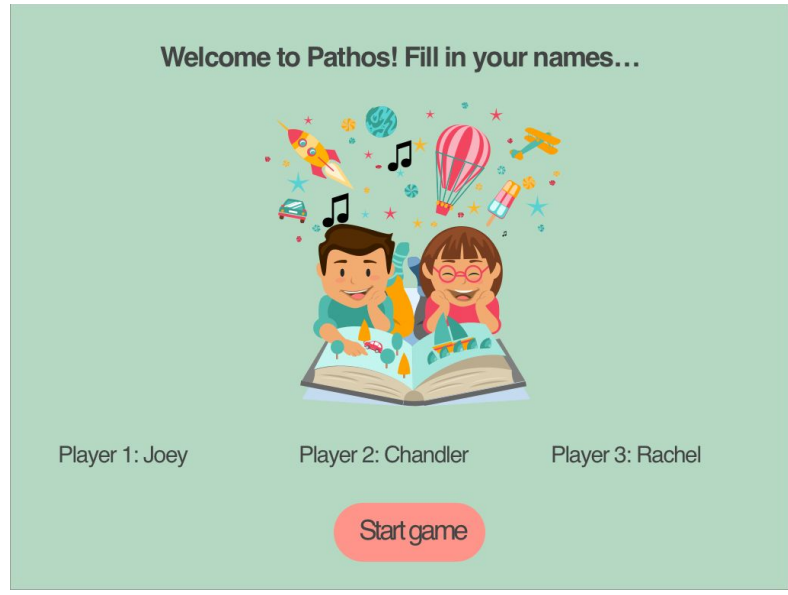 Welcome to Pathos! Fill in your names…
Player 1: Joey
Player 2: Chandler
Player 3: Rachel
Start game